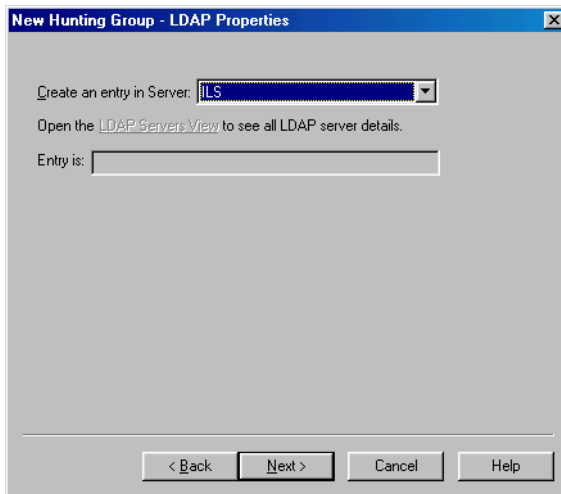 New Hunting Group - LDAP Properties
Create an entry in Server: ILS
Open the LDAP Servers View to see all LDAP server details.
Entry is:
< Back Next > Cancel Help